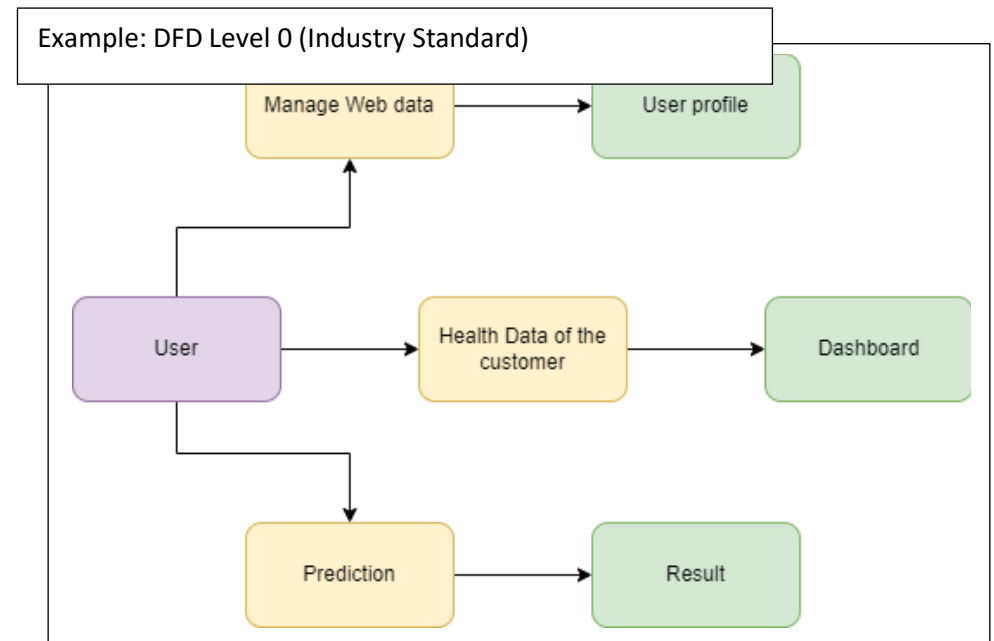 Example: DFD Level 0 (Industry Standard)
Manage Web data
User profile
User
Health Data of the
customer
Dashboard
Prediction
Result